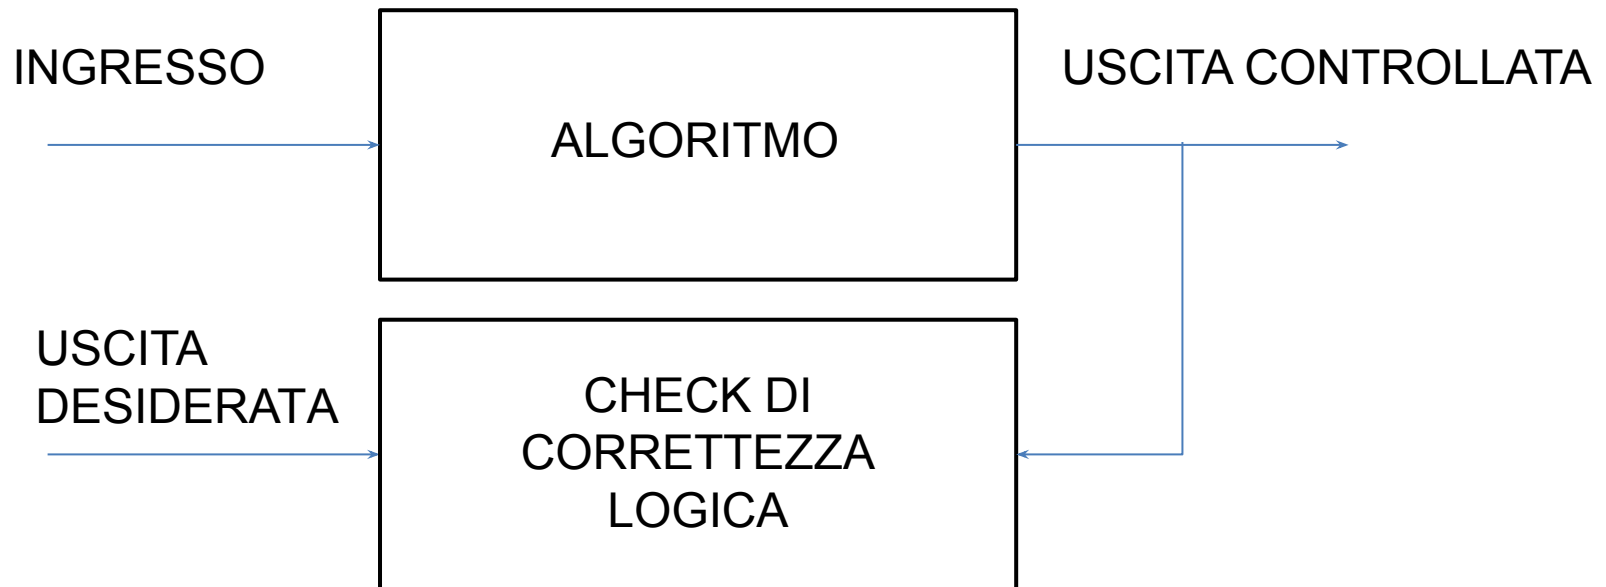 INGRESSO
USCITA CONTROLLATA
ALGORITMO
USCITA
DESIDERATA
CHECK DI
CORRETTEZZA
LOGICA